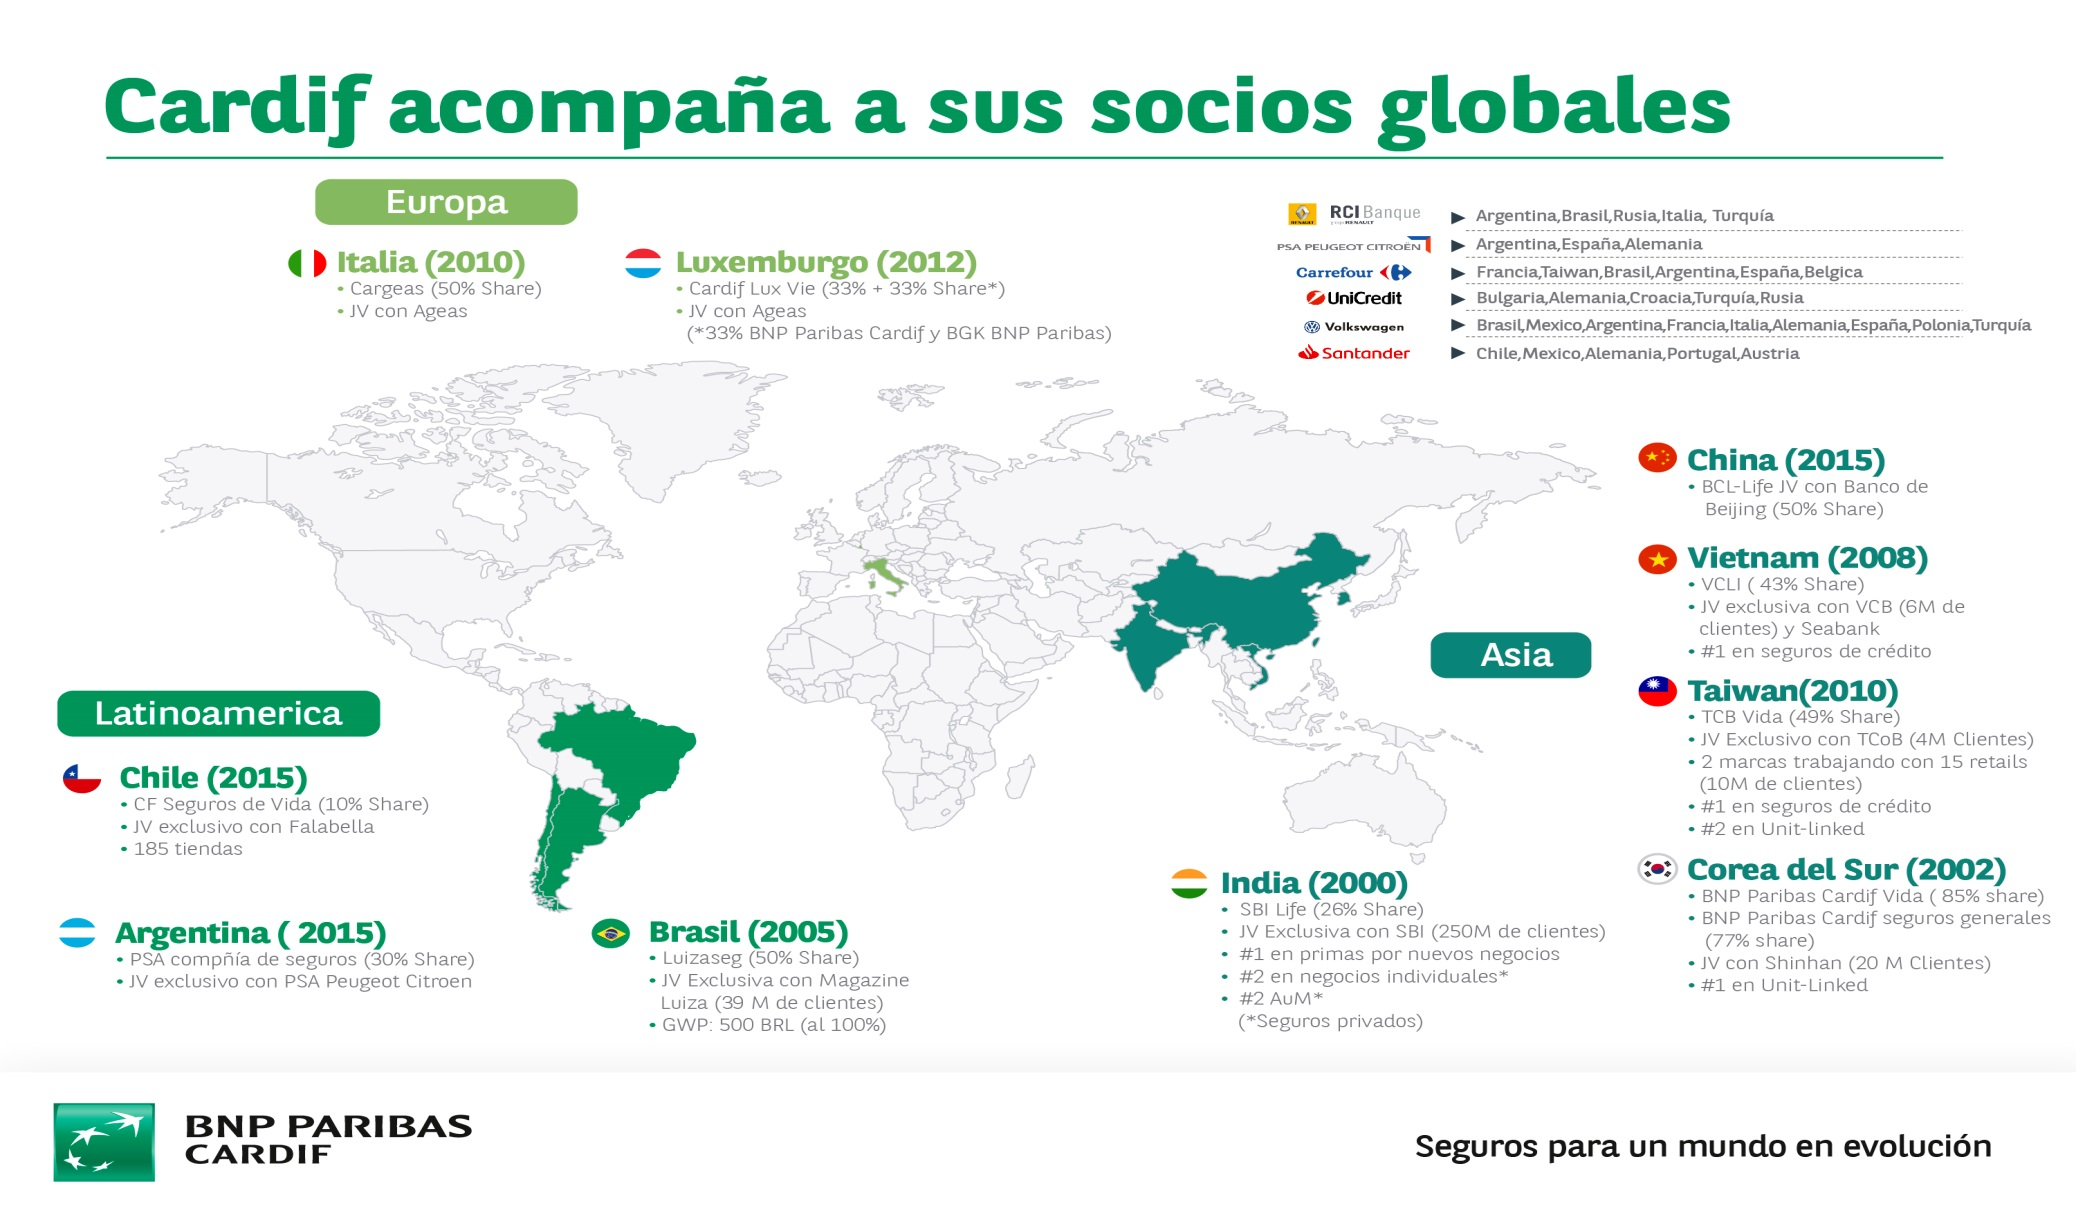 Cardif acompaña a sus socios globales
Europa
Italia (2010)
• Cargeas (50% Share)
• JV con Ageas
Luxemburgo (2012)
• Cardif Lux Vie (33% + 33% Share*)
• JV con Ageas
(*33% BNP Paribas Cardif y BGK BNP Paribas)
RENAULT RCI Banque ▶ Argentina,Brasil,Rusia,Italia, Turquía
PSA PEUGEOT CITROËN ▶ Argentina,España,Alemania
Carrefour ▶ Francia,Taiwan,Brasil,Argentina,España,Belgica
UniCredit ▶ Bulgaria,Alemania,Croacia,Turquía,Rusia
Volkswagen ▶ Brasil,Mexico,Argentina,Francia,Italia,Alemania,España,Polonia,Turquía
Santander ▶ Chile,Mexico,Alemania,Portugal,Austria
China (2015)
• BCL-Life JV con Banco de
Beijing (50% Share)
Vietnam (2008)
• VCLI ( 43% Share)
• JV exclusiva con VCB (6M de
clientes) y Seabank
• #1 en seguros de crédito
Asia
Taiwan(2010)
• TCB Vida (49% Share)
• JV Exclusivo con TCoB (4M Clientes)
• 2 marcas trabajando con 15 retails
(10M de clientes)
• #1 en seguros de crédito
• #2 en Unit-linked
Corea del Sur (2002)
• BNP Paribas Cardif Vida ( 85% share)
• BNP Paribas Cardif seguros generales
(77% share)
• JV con Shinhan (20 M Clientes)
• #1 en Unit-Linked
Latinoamerica
Chile (2015)
• CF Seguros de Vida (10% Share)
• JV exclusivo con Falabella
• 185 tiendas
Argentina ( 2015)
• PSA compñía de seguros (30% Share)
• JV exclusivo con PSA Peugeot Citroen
Brasil (2005)
• Luizaseg (50% Share)
• JV Exclusiva con Magazine
Luiza (39 M de clientes)
• GWP: 500 BRL (al 100%)
India (2000)
• SBI Life (26% Share)
• JV Exclusiva con SBI (250M de clientes)
• #1 en primas por nuevos negocios
• #2 en negocios individuales*
• #2 AuM*
(*Seguros privados)
BNP PARIBAS
CARDIF
Seguros para un mundo en evolución